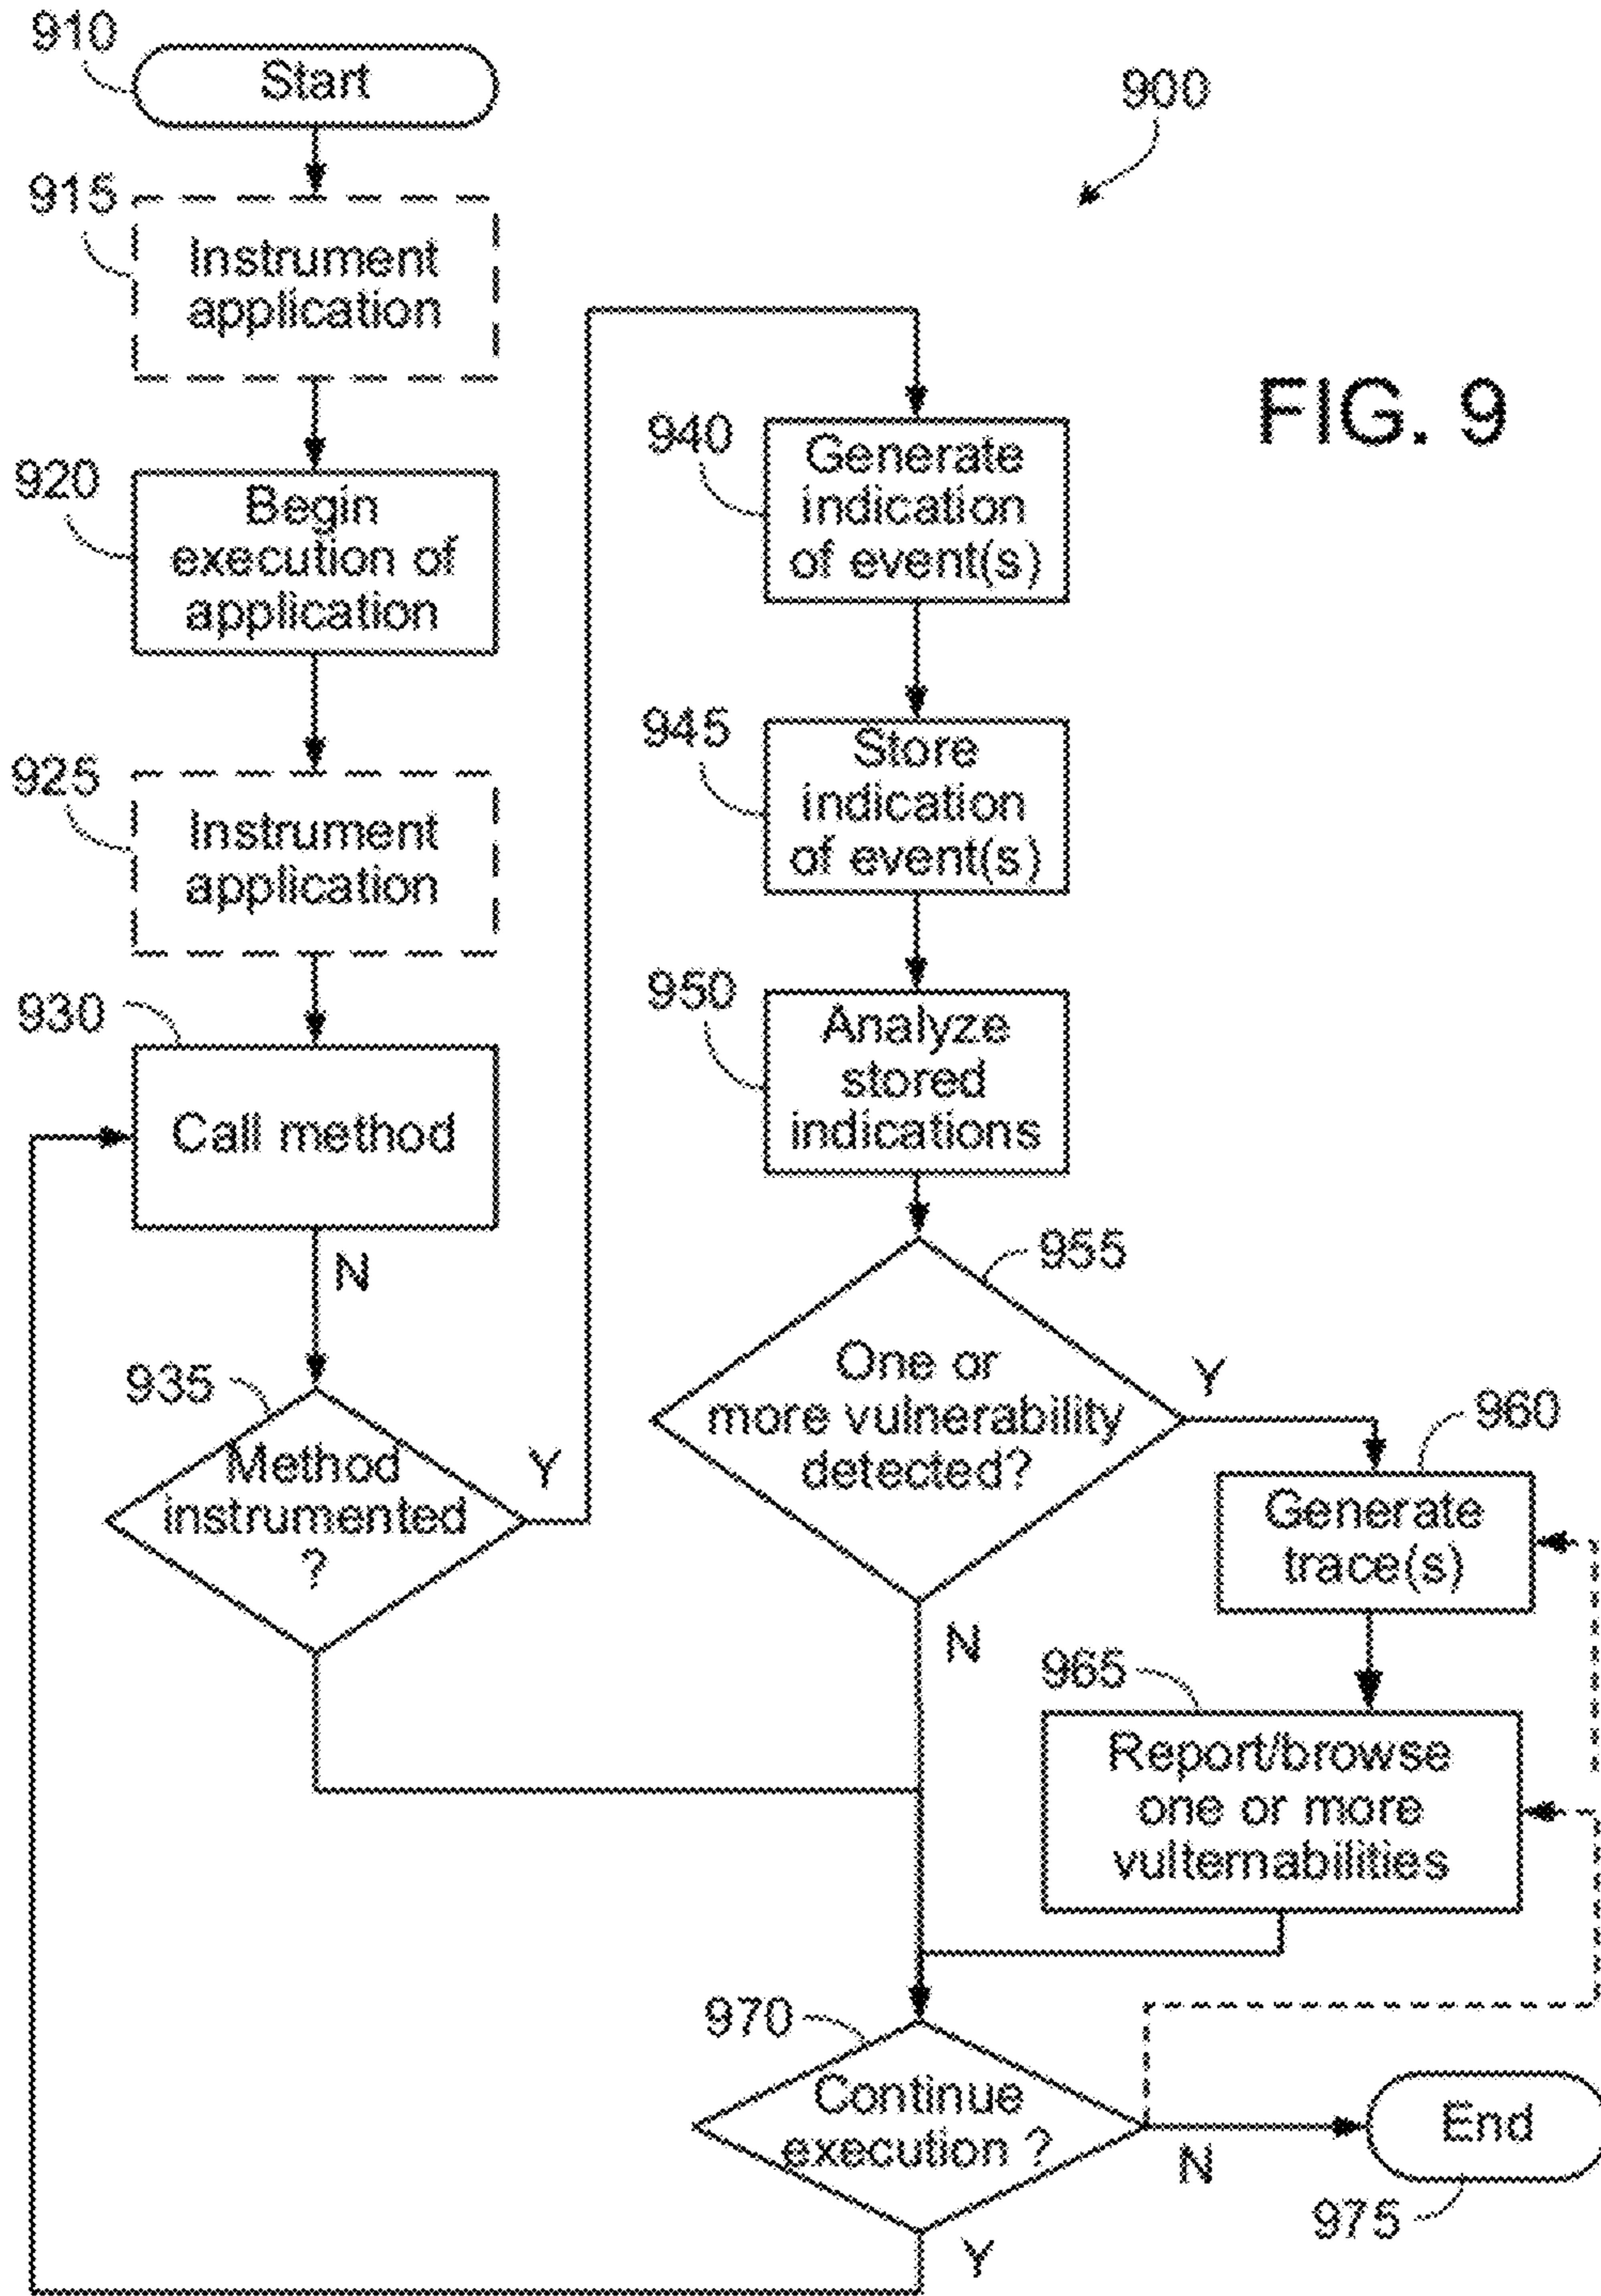 910
Start
900
915
Instrument
application
FIG. 9
920
Begin
execution of
application
925
Instrument
application
930
Call method
N
935
Method
instrumented
?
Y
940
Generate
indication
of event(s)
945
Store
indication
of event(s)
950
Analyze
stored
indications
955
One or
more vulnerability
detected?
Y
N
960
Generate
trace(s)
965
Report/browse
one or more
vulternabilities
970
Continue
execution ?
N
Y
End
975